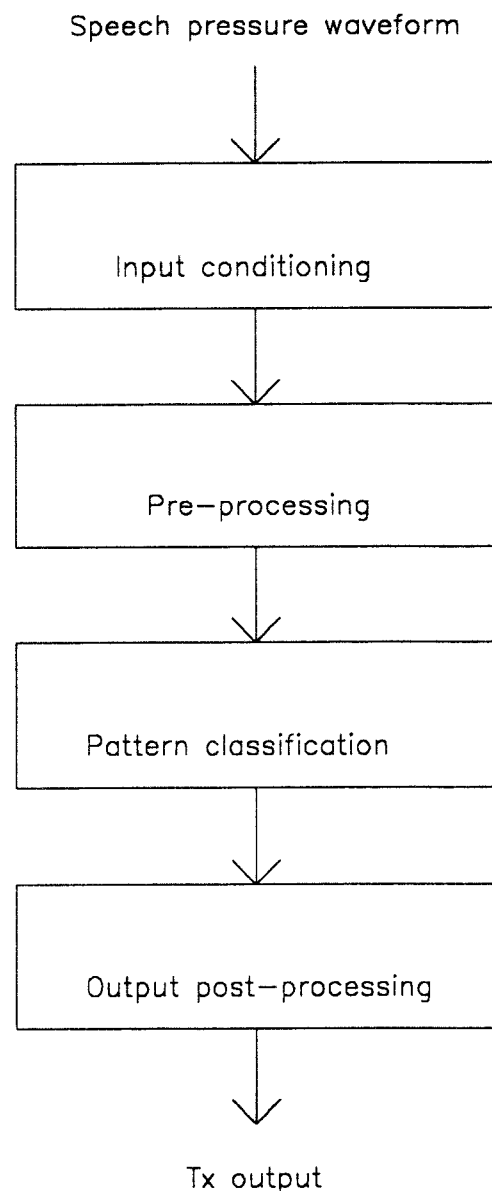 Speech pressure waveform
Input conditioning
Pre-processing
Pattern classification
Output post-processing
Tx output